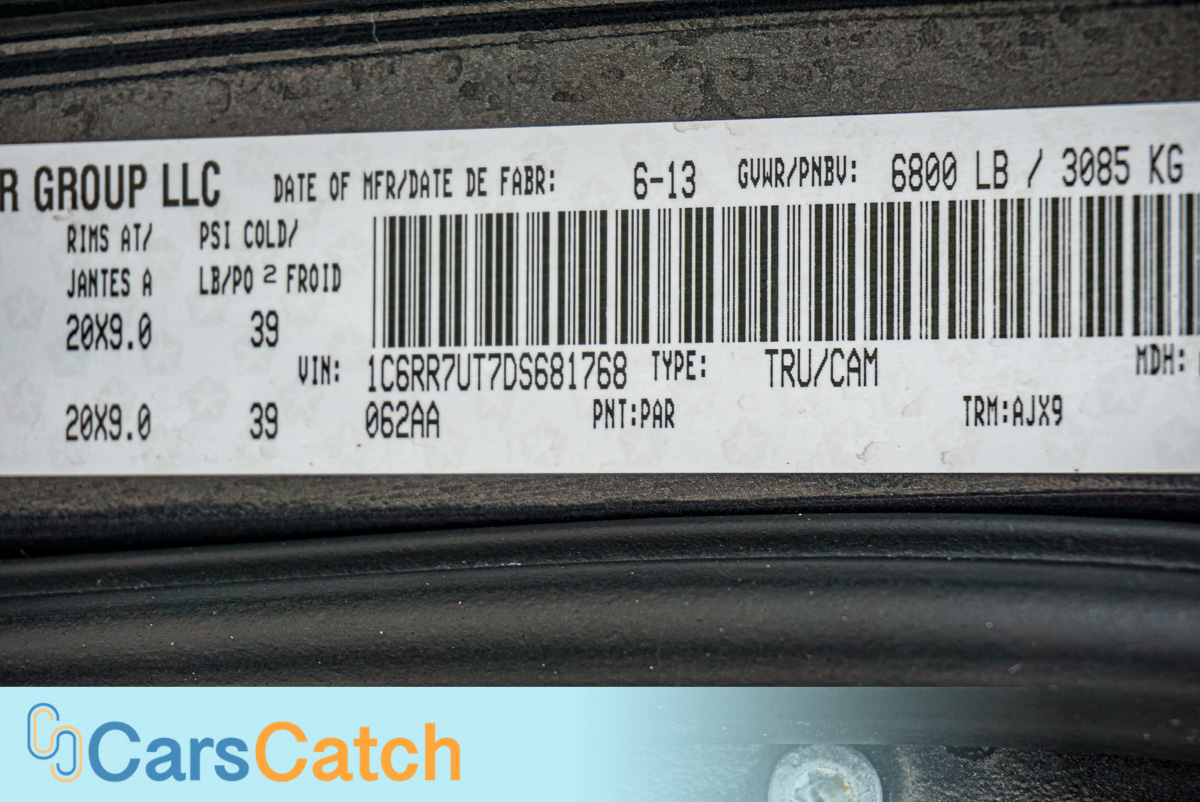 R GROUP LLC DATE OF MFR/DATE DE FABR: 6-13 GVWR/PNBV: 6800 LB / 3085 KG
RIMS AT/ PSI COLD/
JANTES A LB/PO ² FROID
20X9.0 39
VIN: 1C6RR7UT7DS681768 TYPE: TRU/CAM MDH:
20X9.0 39 062AA PNT:PAR TRM:AJX9
CarsCatch